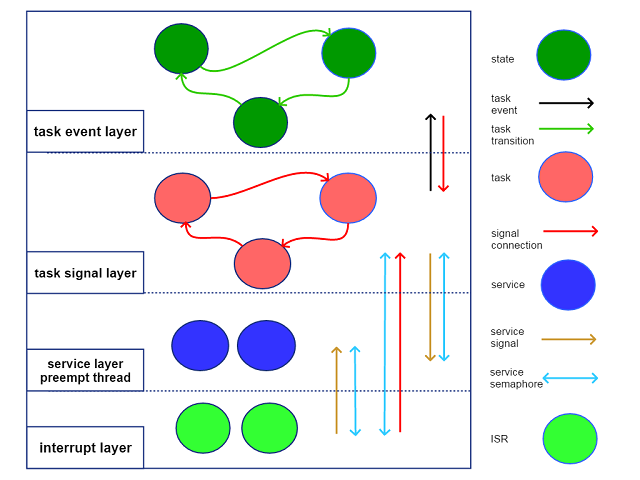 task event layer
task signal layer
service layer
preempt thread
interrupt layer
state
task
event
task
transition
task
signal
connection
service
service
signal
service
semaphore
ISR